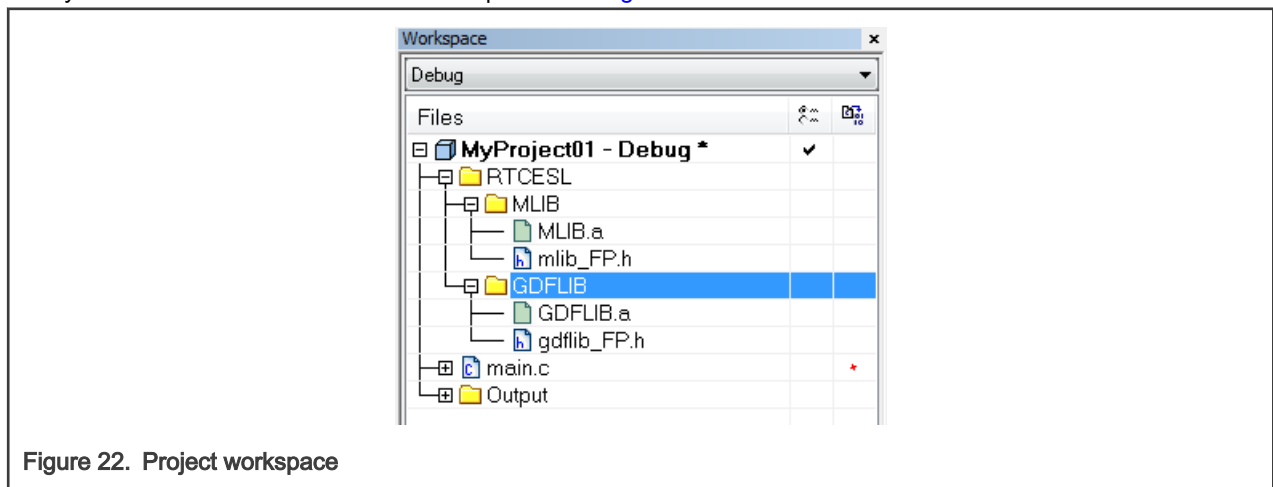 Workspace
Debug
Files
MyProject01 - Debug *
RTCESL
MLIB
MLIB.a
mlib_FP.h
GDFLIB
GDFLIB.a
gdflib_FP.h
main.c
Output
Figure 22. Project workspace